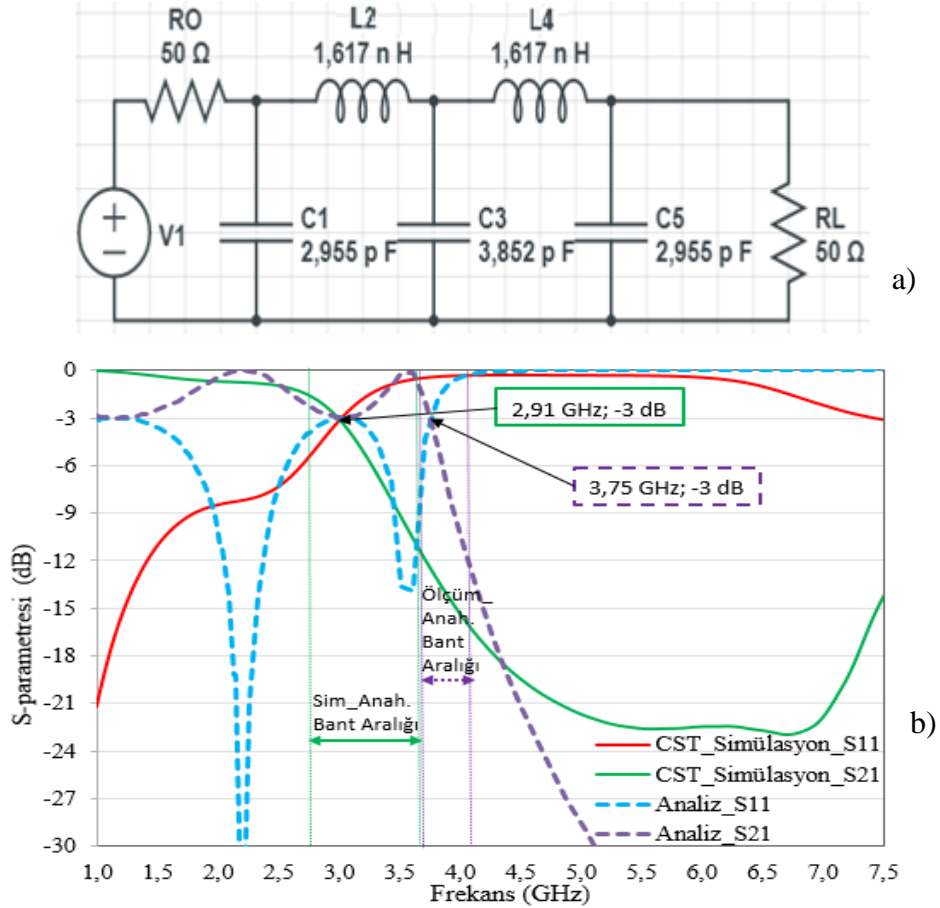 RO
50 Ω
L2
1,617 n H
L4
1,617 n H
V1
C1
2,955 p F
C3
3,852 p F
C5
2,955 p F
RL
50 Ω
a)
S-parametresi (dB)
0
-3
-6
-9
-12
-15
-18
-21
-24
-27
-30
2,91 GHz; -3 dB
3,75 GHz; -3 dB
Ölçüm_
Anah.
Bant
Aralığı
Sim_Anah.
Bant Aralığı
CST_Simülasyon_S11
CST_Simülasyon_S21
Analiz_S11
Analiz_S21
b)
1,0 1,5 2,0 2,5 3,0 3,5 4,0 4,5 5,0 5,5 6,0 6,5 7,0 7,5
Frekans (GHz)